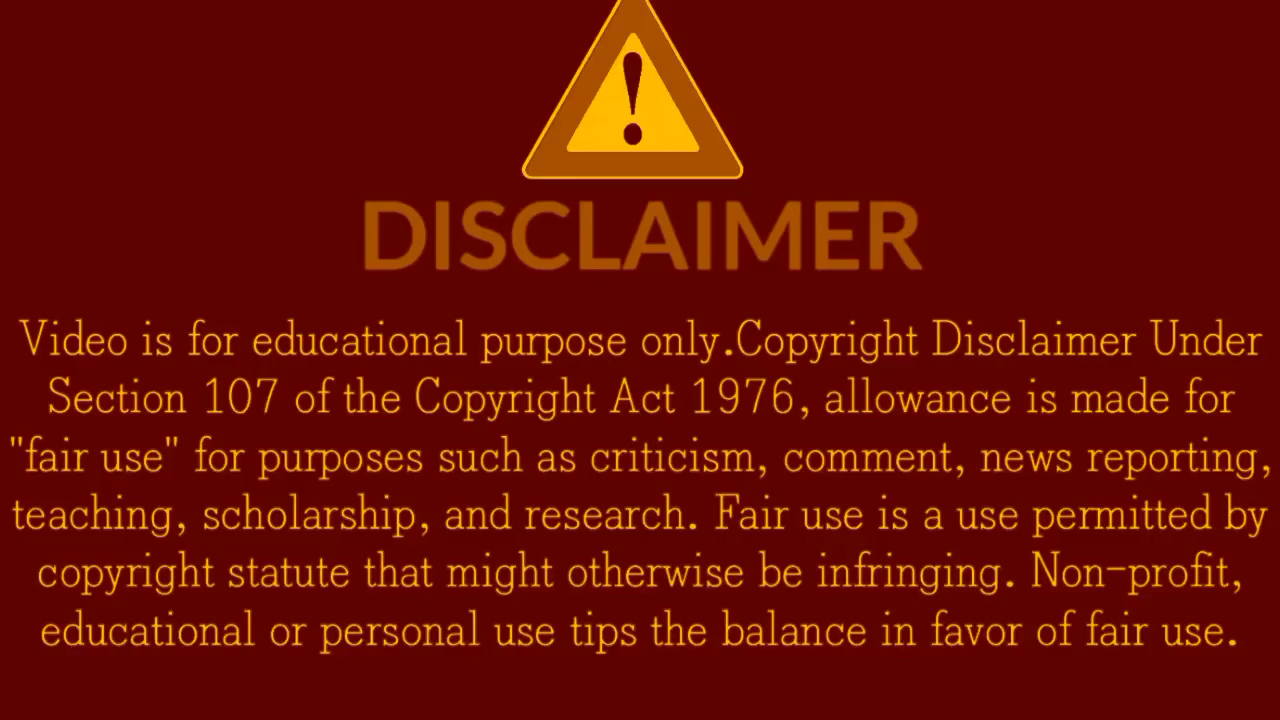 !
DISCLAIMER
Video is for educational purpose only.Copyright Disclaimer Under
Section 107 of the Copyright Act 1976, allowance is made for
"fair use" for purposes such as criticism, comment, news reporting,
teaching, scholarship, and research. Fair use is a use permitted by
copyright statute that might otherwise be infringing. Non-profit,
educational or personal use tips the balance in favor of fair use.